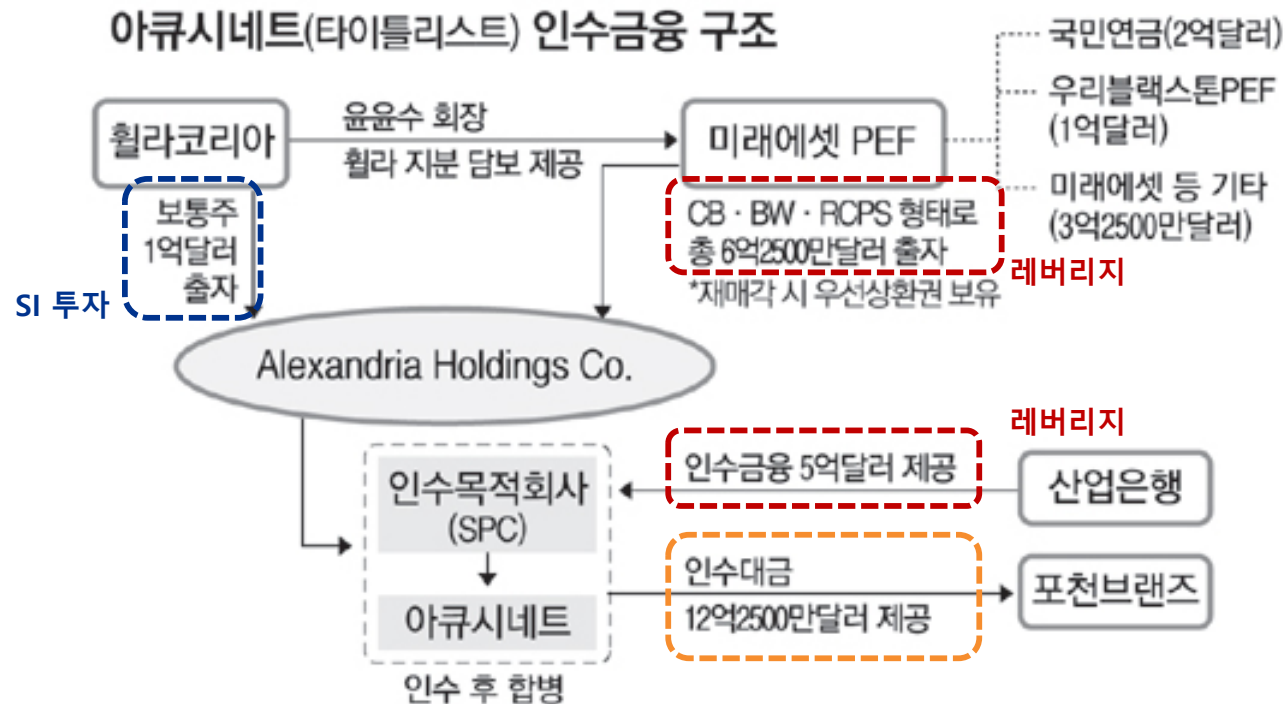 아큐시네트(타이틀리스트) 인수금융 구조
휠라코리아
윤윤수 회장
휠라 지분 담보 제공
미래에셋 PEF
국민연금(2억달러)
우리블랙스톤PEF
(1억달러)
미래에셋 등 기타
(3억2500만달러)
보통주
1억달러
출자
SI 투자
CB · BW · RCPS 형태로
총 6억2500만달러 출자
레버리지
*재매각 시 우선상환권 보유
Alexandria Holdings Co.
인수목적회사
(SPC)
아큐시네트
인수 후 합병
레버리지
인수금융 5억달러 제공
산업은행
인수대금
12억2500만달러 제공
포천브랜즈